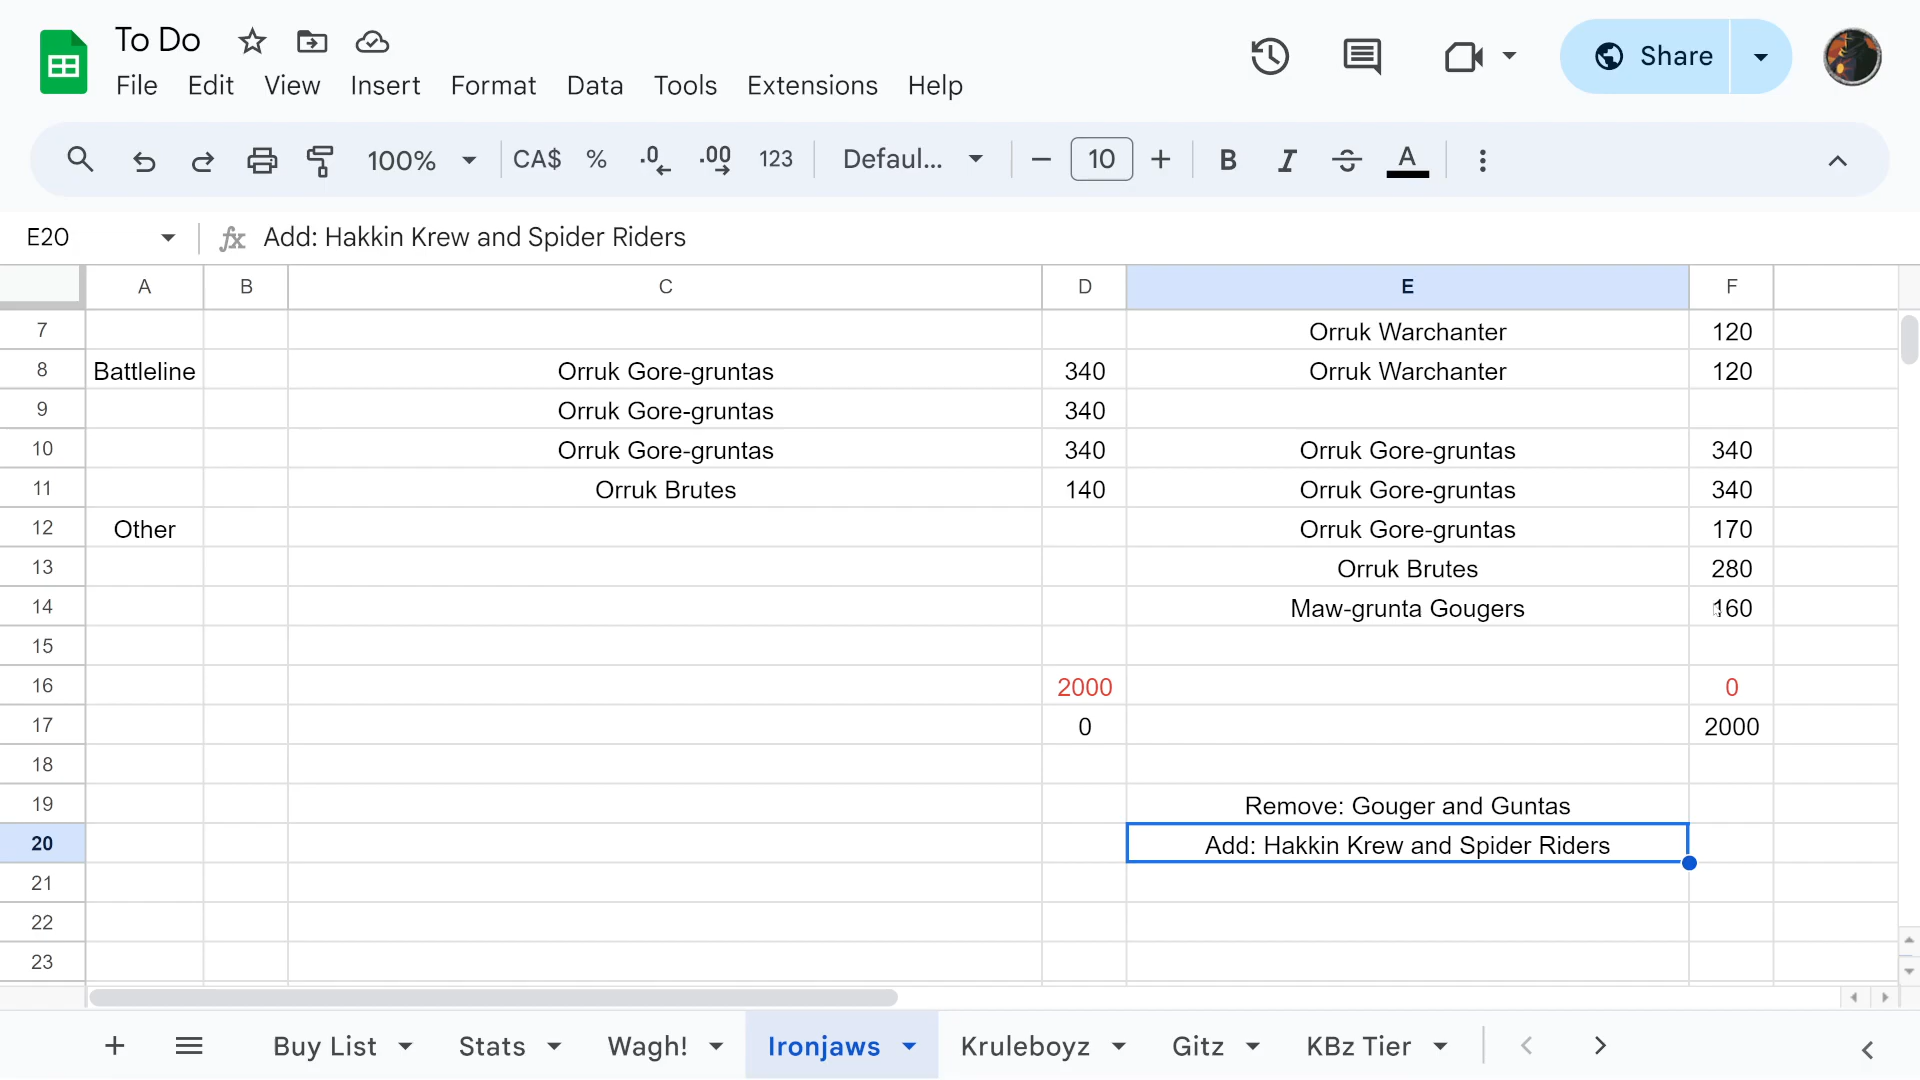 To Do
File Edit View Insert Format Data Tools Extensions Help
Share
100% CA$ % .0 .00 123 Defaul... 10 B I A
E20 fx Add: Hakkin Krew and Spider Riders
A B C D E F
7 Orruk Warchanter 120
8 Battleline Orruk Gore-gruntas 340 Orruk Warchanter 120
9 Orruk Gore-gruntas 340
10 Orruk Gore-gruntas 340 Orruk Gore-gruntas 340
11 Orruk Brutes 140 Orruk Gore-gruntas 340
12 Other Orruk Gore-gruntas 170
13 Orruk Brutes 280
14 Maw-grunta Gougers 160
15
16 2000 0
17 0 2000
18
19 Remove: Gouger and Guntas
20 Add: Hakkin Krew and Spider Riders
21
22
23
Buy List Stats Wagh! Ironjaws Kruleboyz Gitz KBz Tier